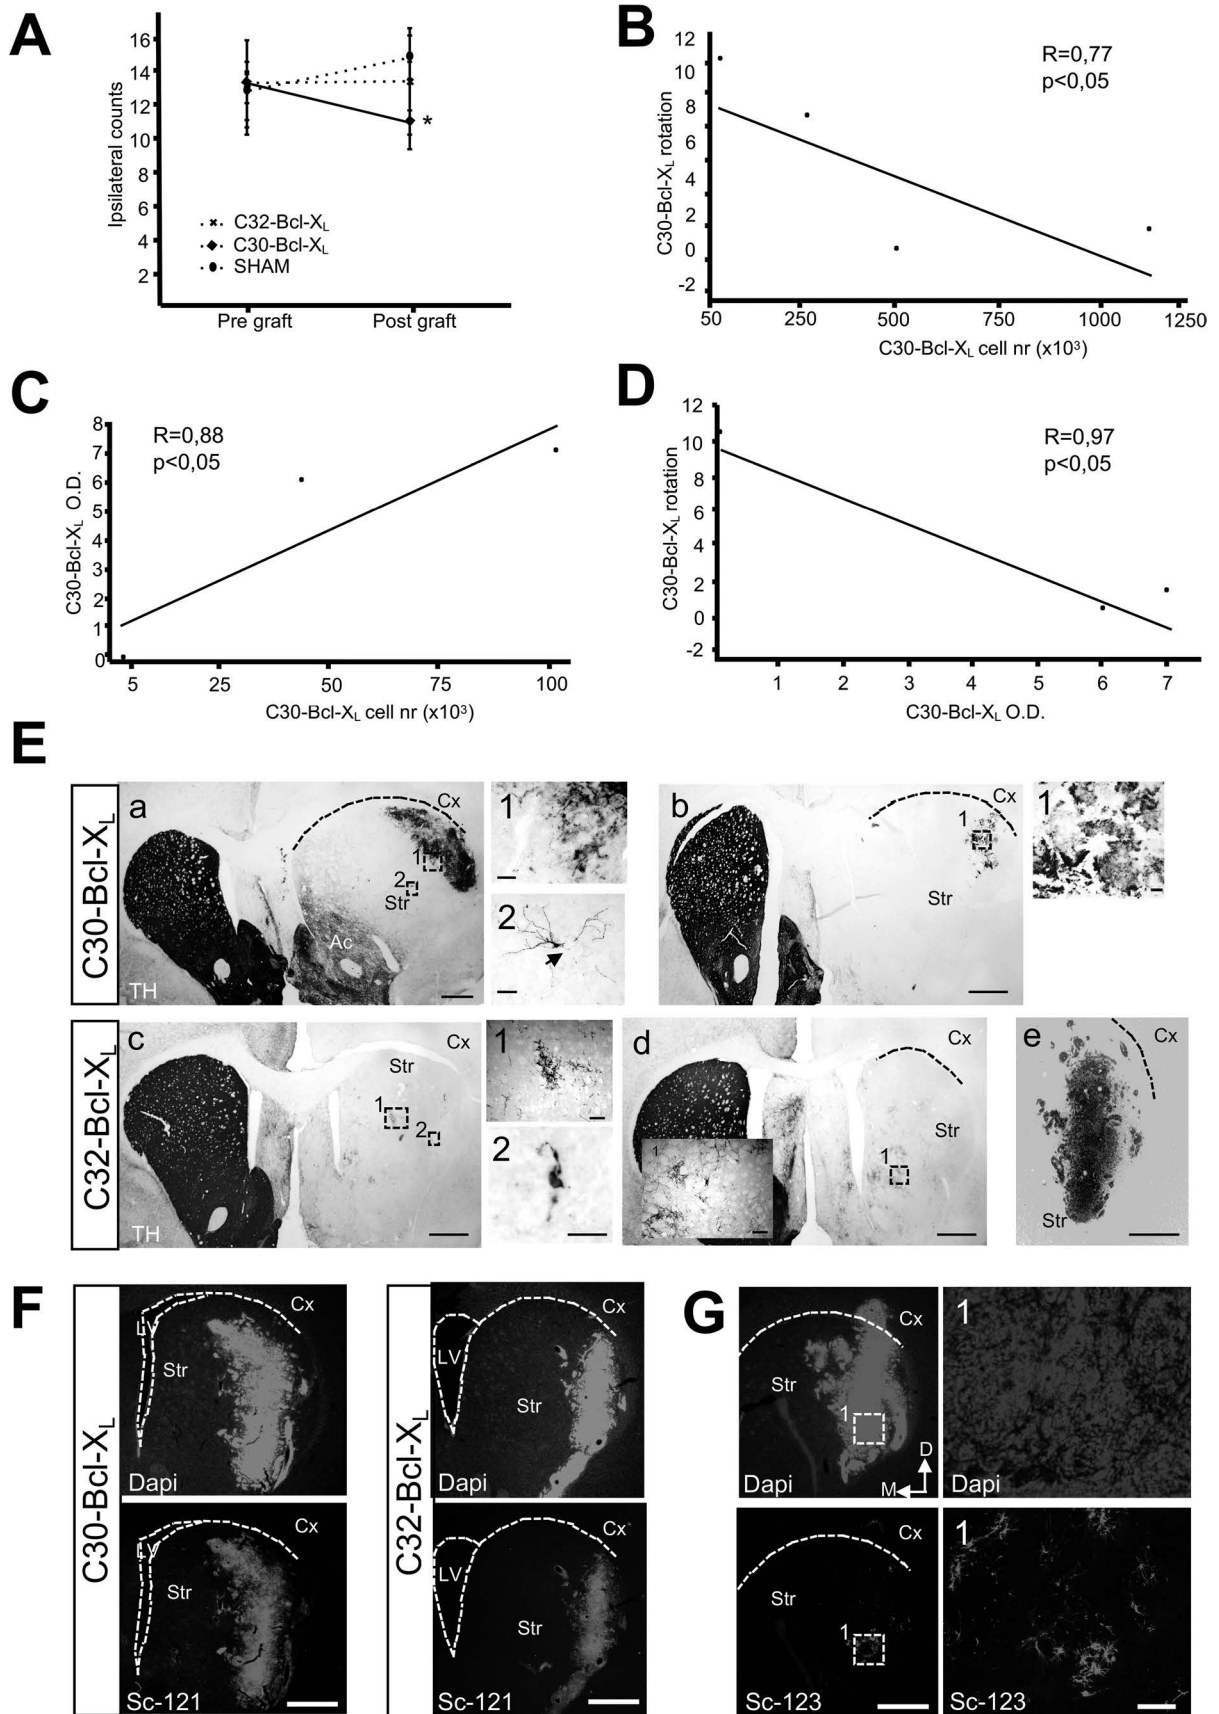 A
Ipsilateral counts
16
14
12
10
8
6
4
2
C32-Bcl-XL
C30-Bcl-XL
SHAM
*
Pre graft Post graft
B
C30-Bcl-XL rotation
12
10
8
6
4
2
0
-2
R=0,77
p<0,05
50 250 500 750 1000 1250
C30-Bcl-XL cell nr (x10³)
C
C30-Bcl-XL O.D.
8
7
6
5
4
3
2
1
0
R=0,88
p<0,05
5 25 50 75 100
C30-Bcl-XL cell nr (x10³)
D
C30-Bcl-XL rotation
12
10
8
6
4
2
0
-2
R=0,97
p<0,05
1 2 3 4 5 6 7
C30-Bcl-XL O.D.
E
C30-Bcl-XL
a
Cx
1
2
Str
Ac
TH
1
2
b
Cx
1
Str
1
C32-Bcl-XL
c
Cx
Str
1
2
TH
1
2
d
Cx
Str
1
1
e
Cx
Str
F
C30-Bcl-XL
LV
Cx
Str
Dapi
LV
Cx
Str
Sc-121
C32-Bcl-XL
Cx
LV
Str
Dapi
Cx
LV
Str
Sc-121
G
Cx
Str
1
D
M
Dapi
1
Cx
Str
1
Sc-123
1
Sc-123